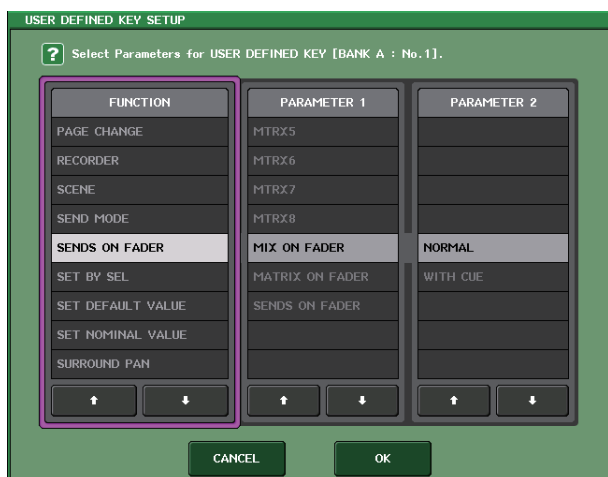 USER DEFINED KEY SETUP
? Select Parameters for USER DEFINED KEY [BANK A : No.1].
FUNCTION
PAGE CHANGE
RECORDER
SCENE
SEND MODE
SENDS ON FADER
SET BY SEL
SET DEFAULT VALUE
SET NOMINAL VALUE
SURROUND PAN
PARAMETER 1
MTRX5
MTRX6
MTRX7
MTRX8
MIX ON FADER
MATRIX ON FADER
SENDS ON FADER
PARAMETER 2
NORMAL
WITH CUE
CANCEL
OK